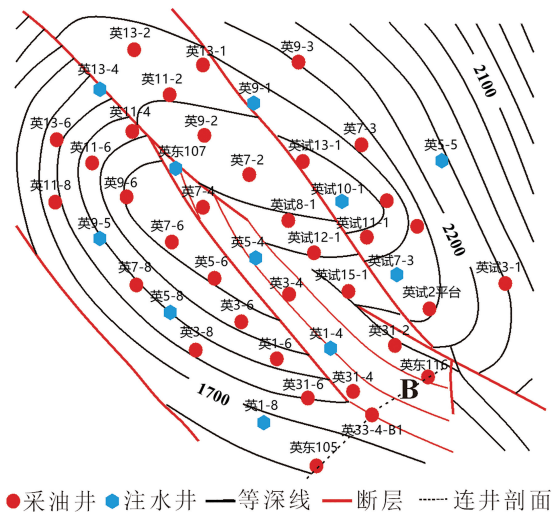 英13-2
英13-1
英9-3
英13-4
英11-2
英9-1
2100
英11-4
英13-6
英9-2
英7-3
英5-5
英11-6
英东107
英试13-1
英7-2
英11-8
英9-6
英7-4
英试10-1
英试8-1
英9-5
英7-6
英试11-1
2200
英5-4
英试12-1
英7-8
英5-6
英试7-3
英试15-1
英试3-1
英3-4
英5-8
英3-6
英试2平台
英3-8
英1-6
英1-4
英31-2
英东116
1700
英31-6
英31-4
B
英1-8
英33-4-B1
英东105
采油井 注水井 等深线 断层 连井剖面